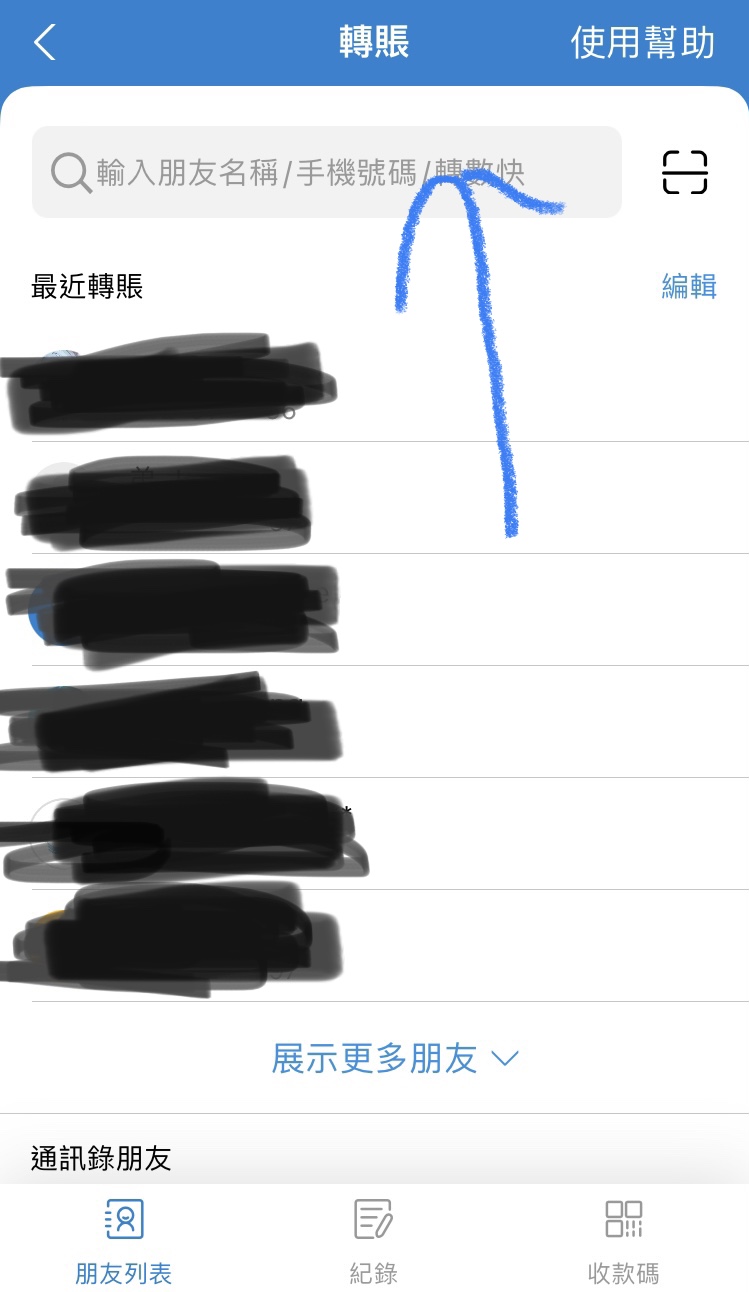 轉賬
使用幫助
輸入朋友名稱/手機號碼/轉數快
最近轉賬
編輯
展示更多朋友
通訊錄朋友
朋友列表
紀錄
收款碼